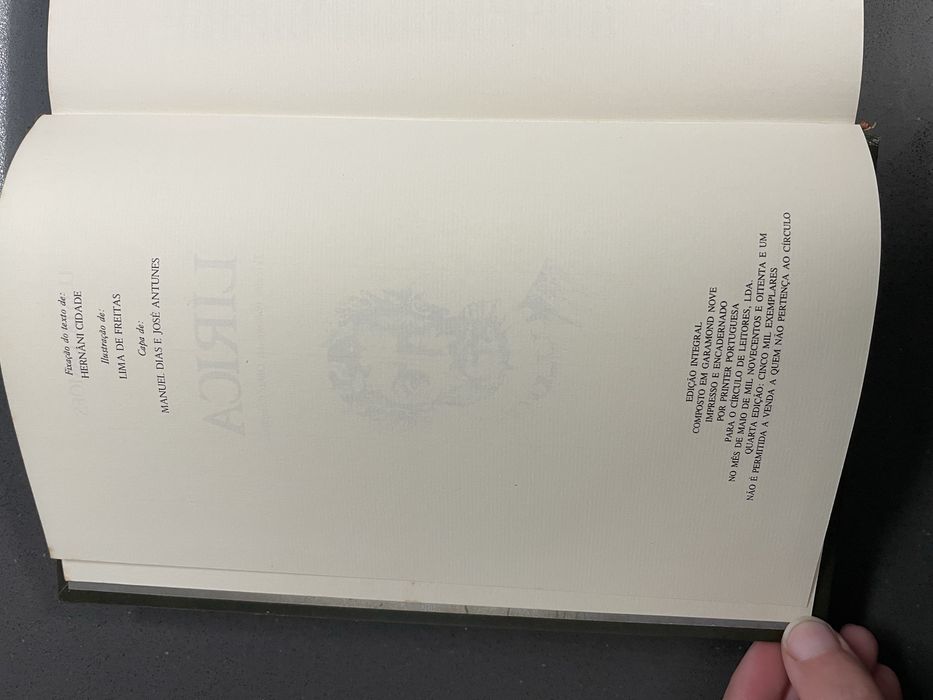 Fixação do texto de:
HERNÂNI CIDADE
Ilustração de:
LIMA DE FREITAS
Capa de:
MANUEL DIAS E JOSÉ ANTUNES
LÍRICA
EDIÇÃO INTEGRAL
COMPOSTO EM GARAMOND NOVE
IMPRESSO E ENCADERNADO
POR PRINTER PORTUGUESA
PARA O CÍRCULO DE LEITORES, LDA.
NO MÊS DE MAIO DE MIL NOVECENTOS E OITENTA E UM
QUARTA EDIÇÃO: CINCO MIL EXEMPLARES
NÃO É PERMITIDA A VENDA A QUEM NÃO PERTENÇA AO CÍRCULO